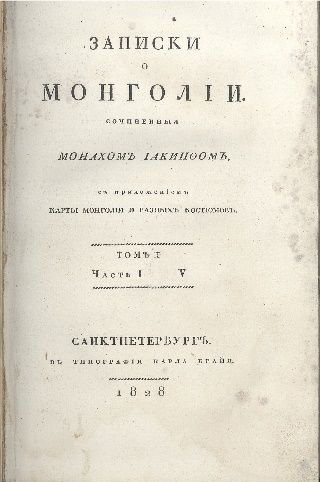 ЗАПИСКИ
О
МОНГОЛІИ.
СОЧИНЕННЫЯ
МОНАХОМЪ ІАКИНѲОМЪ,
съ приложеніемъ
КАРТЫ МОНГОЛІИ И РАЗНЫХЪ КОСТЮМОВЪ.
ТОМЪ I
Часть I V
САНКТПЕТЕРБУРГЪ.
ВЪ ТИПОГРАФІИ КАРЛА КРАЙЯ.
1828